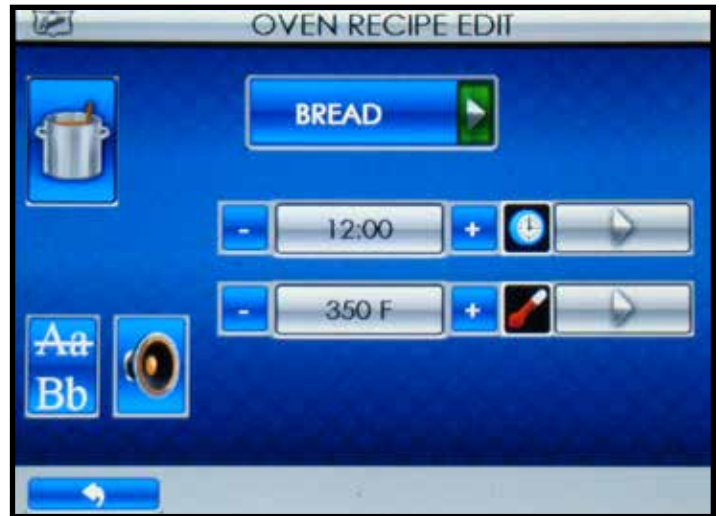 OVEN RECIPE EDIT
BREAD
- 12:00 +
- 350 F +
Aa
Bb